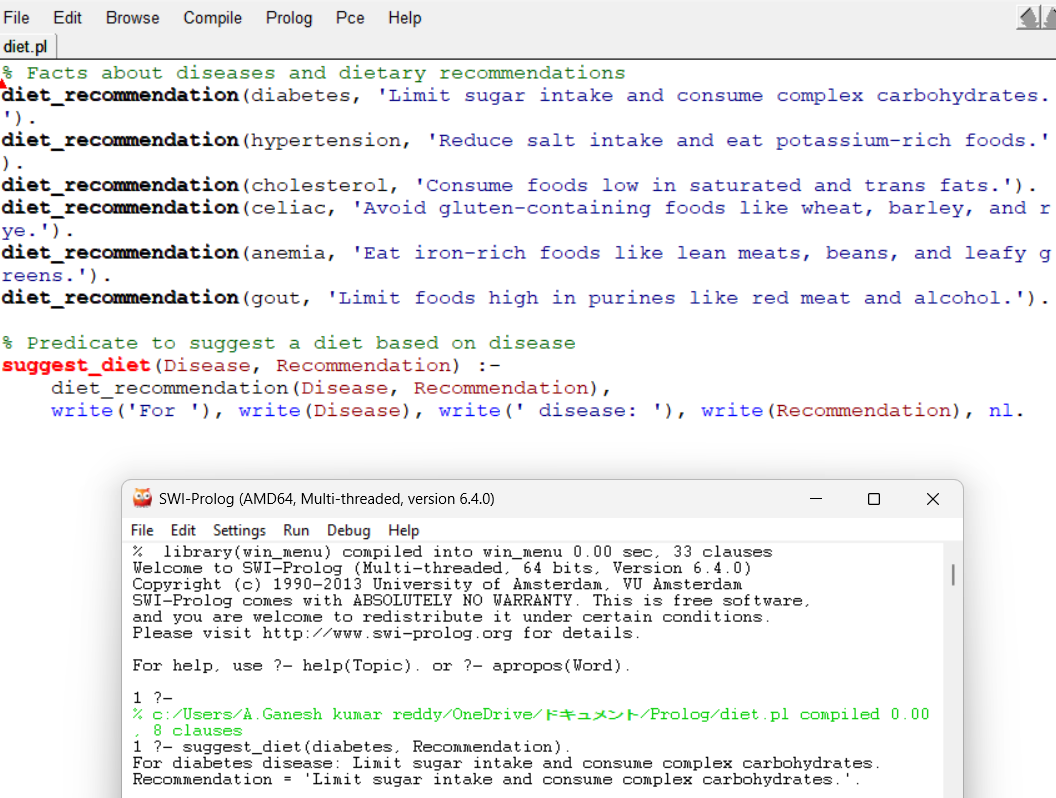 File Edit Browse Compile Prolog Pce Help
diet.pl
% Facts about diseases and dietary recommendations
diet_recommendation(diabetes, 'Limit sugar intake and consume complex carbohydrates.
').
diet_recommendation(hypertension, 'Reduce salt intake and eat potassium-rich foods.'
).
diet_recommendation(cholesterol, 'Consume foods low in saturated and trans fats.').
diet_recommendation(celiac, 'Avoid gluten-containing foods like wheat, barley, and r
ye.').
diet_recommendation(anemia, 'Eat iron-rich foods like lean meats, beans, and leafy g
reens.').
diet_recommendation(gout, 'Limit foods high in purines like red meat and alcohol.').
% Predicate to suggest a diet based on disease
suggest_diet(Disease, Recommendation) :-
    diet_recommendation(Disease, Recommendation),
    write('For '), write(Disease), write(' disease: '), write(Recommendation), nl.
SWI-Prolog (AMD64, Multi-threaded, version 6.4.0)
File Edit Settings Run Debug Help
%  library(win_menu) compiled into win_menu 0.00 sec, 33 clauses
Welcome to SWI-Prolog (Multi-threaded, 64 bits, Version 6.4.0)
Copyright (c) 1990-2013 University of Amsterdam, VU Amsterdam
SWI-Prolog comes with ABSOLUTELY NO WARRANTY. This is free software,
and you are welcome to redistribute it under certain conditions.
Please visit http://www.swi-prolog.org for details.
For help, use ?- help(Topic). or ?- apropos(Word).
1 ?-
% c:/Users/A.Ganesh kumar reddy/OneDrive/ドキュメント/Prolog/diet.pl compiled 0.00
, 8 clauses
1 ?- suggest_diet(diabetes, Recommendation).
For diabetes disease: Limit sugar intake and consume complex carbohydrates.
Recommendation = 'Limit sugar intake and consume complex carbohydrates.'.